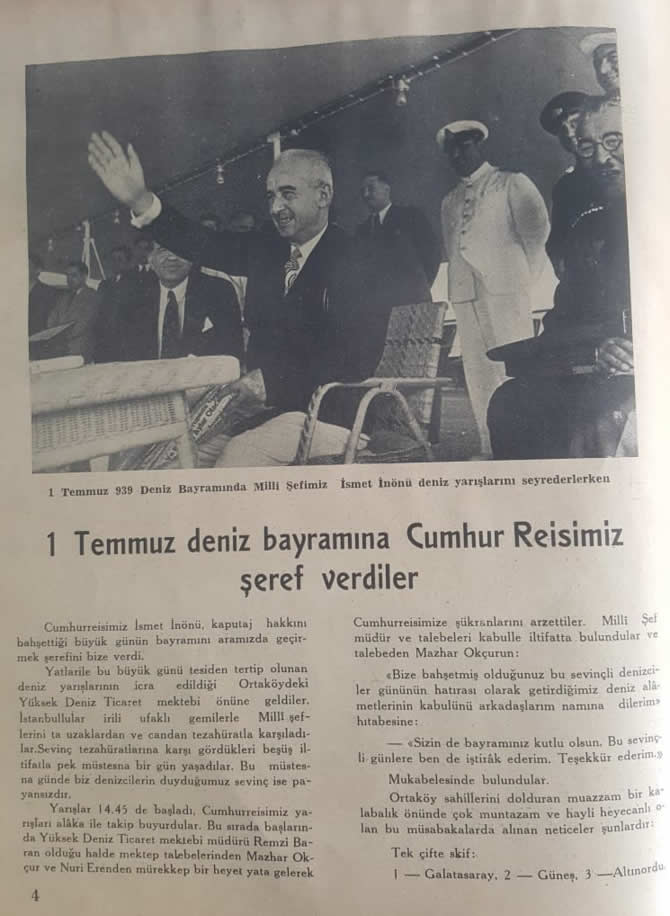 1 Temmuz 939 Deniz Bayramında Millî Şefimiz İsmet İnönü deniz yarışlarını seyrederlerken
1 Temmuz deniz bayramına Cumhur Reisimiz
şeref verdiler
Cumhurreisimiz İsmet İnönü, kaputaj hakkını
bahşettiği büyük günün bayramını aramızda geçir-
mek şerefini bize verdi.
Yatlarile bu büyük günü tesiden tertip olunan
deniz yarışlarının icra edildiği Ortaköydeki
Yüksek Deniz Ticaret mektebi önüne geldiler.
İstanbullular irili ufaklı gemilerle Millî şef-
lerini ta uzaklardan ve candan tezahüratla karşıladı-
lar.Sevinç tezahüratlarına karşı gördükleri beşüş il-
tifatla pek müstesna bir gün yaşadılar. Bu müstes-
na günde biz denizcilerin duyduğumuz sevinç ise pa-
yansızdır.
Yarışlar 14.45 de başladı, Cumhurreisimiz ya-
rışları alâka ile takip buyurdular. Bu sırada başların-
da Yüksek Deniz Ticaret mektebi müdürü Remzi Ba-
ran olduğu halde mektep talebelerinden Mazhar Ok-
çur ve Nuri Erenden mürekkep bir heyet yata gelerek
4
Cumhurreisimize şükranlarını arzettiler. Millî Şef
müdür ve talebeleri kabulle iltifatta bulundular ve
talebeden Mazhar Okçurun:
«Bize bahşetmiş olduğunuz bu sevinçli denizci-
ler gününün hatırası olarak getirdiğimiz deniz alâ-
metlerinin kabulünü arkadaşlarım namına dilerim»
hıtabesine:
— «Sizin de bayramınız kutlu olsun. Bu sevinç-
li günlere ben de iştirâk ederim. Teşekkür ederim.»
Mukabelesinde bulundular.
Ortaköy sahillerini dolduran muazzam bir ka-
labalık önünde çok muntazam ve hayli heyecanlı o-
lan bu müsabakalarda alınan neticeler şunlardır:
Tek çifte skif:
1 — Galatasaray, 2 — Güneş, 3 —Altınordu.